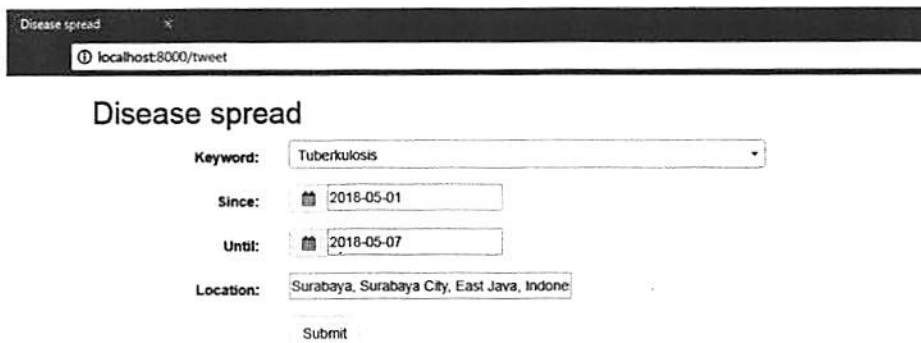 Disease spread ×
localhost:8000/tweet
Disease spread
Keyword: Tuberkulosis
Since: 2018-05-01
Until: 2018-05-07
Location: Surabaya, Surabaya City, East Java, Indone
Submit